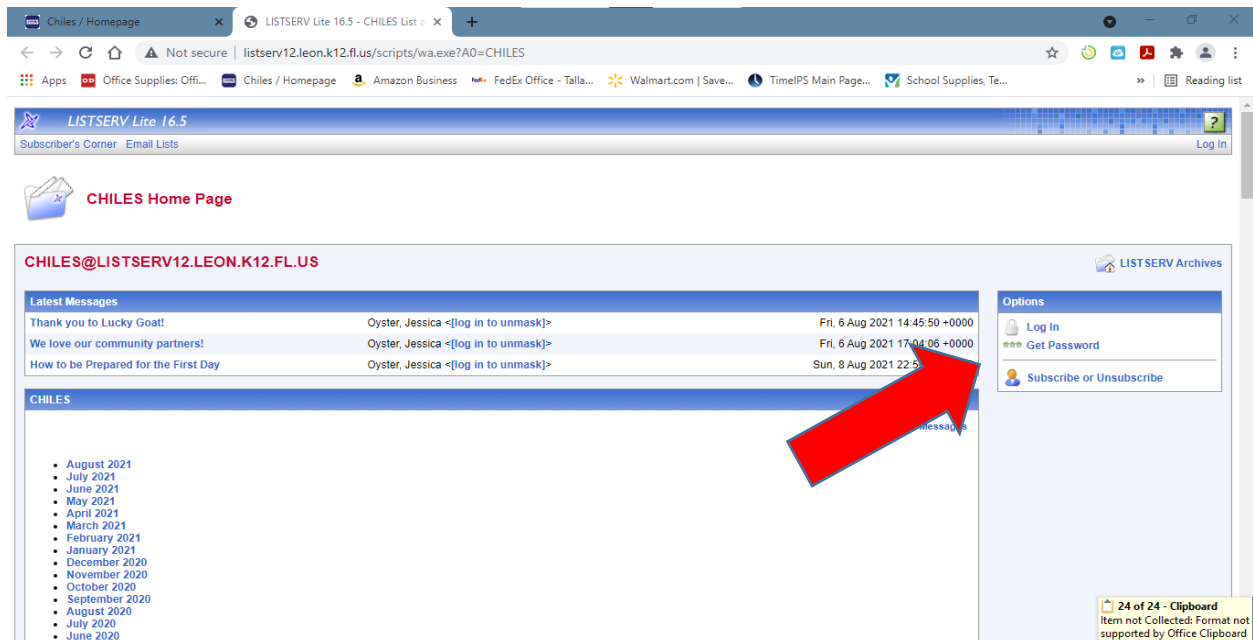 Chiles / Homepage
LISTSERV Lite 16.5 - CHILES List a
Not secure | listserv12.leon.k12.fl.us/scripts/wa.exe?A0=CHILES
Apps Office Supplies: Offi... Chiles / Homepage Amazon Business FedEx Office - Talla... Walmart.com | Save... TimeIPS Main Page... School Supplies, Te... » Reading list
LISTSERV Lite 16.5 ?
Subscriber's Corner Email Lists Log In
CHILES Home Page
CHILES@LISTSERV12.LEON.K12.FL.US
LISTSERV Archives
Latest Messages
Thank you to Lucky Goat! Oyster, Jessica <[log in to unmask]> Fri, 6 Aug 2021 14:45:50 +0000
We love our community partners! Oyster, Jessica <[log in to unmask]> Fri, 6 Aug 2021 17:04:06 +0000
How to be Prepared for the First Day Oyster, Jessica <[log in to unmask]> Sun, 8 Aug 2021
Options
Log In
Get Password
Subscribe or Unsubscribe
CHILES
Messages
August 2021
July 2021
June 2021
May 2021
April 2021
March 2021
February 2021
January 2021
December 2020
November 2020
October 2020
September 2020
August 2020
July 2020
June 2020
24 of 24 - Clipboard
Item not Collected: Format not
supported by Office Clipboard